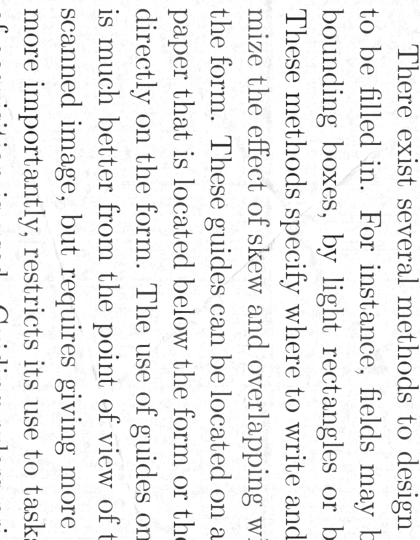 There exist several methods to design
to be filled in. For instance, fields may
bounding boxes, by light rectangles or
These methods specify where to write and
mize the effect of skew and overlapping
the form. These guides can be located on a
paper that is located below the form or
directly on the form. The use of guides on
is much better from the point of view of
scanned image, but requires giving more
more importantly, restricts its use to tasks